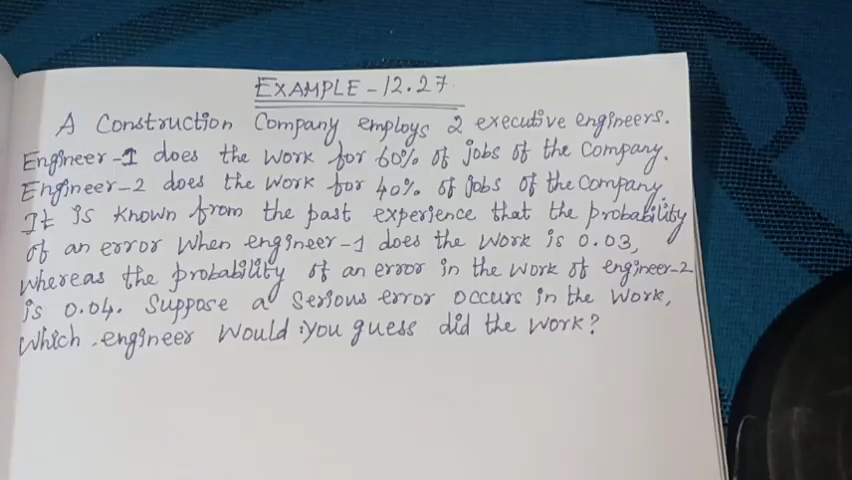 EXAMPLE - 12.27
A Construction Company employs 2 executive engineers.
Engineer-1 does the work for 60% of jobs of the Company.
Engineer-2 does the work for 40% of jobs of the Company.
It is known from the past experience that the probability
of an error when engineer-1 does the work is 0.03,
whereas the probability of an error in the work of engineer-2
is 0.04. Suppose a serious error occurs in the work,
which engineer would you guess did the work?